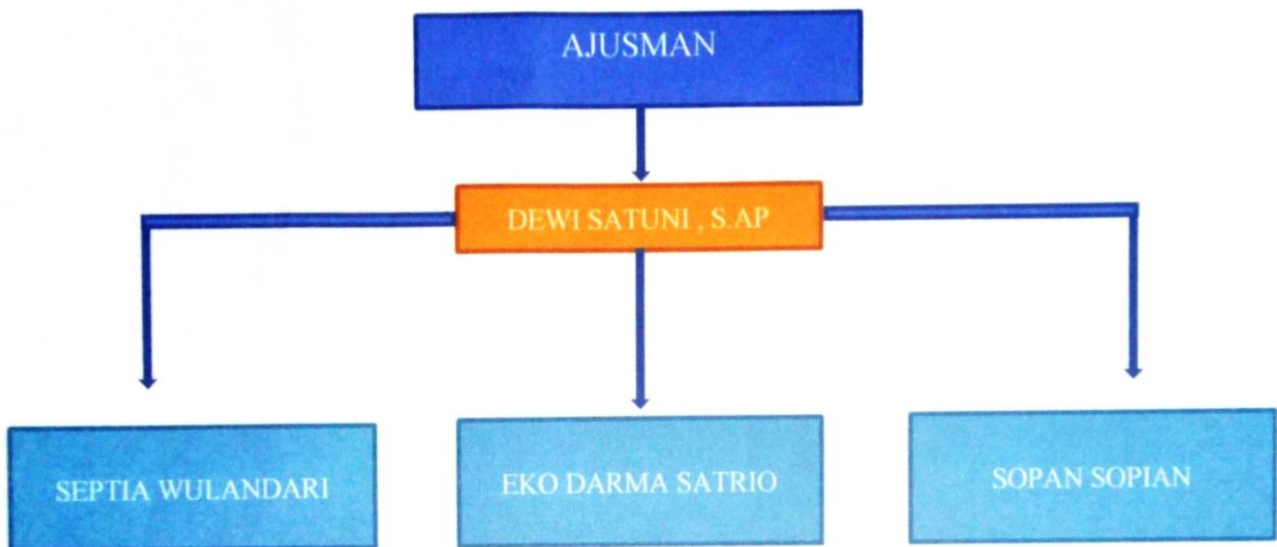 AJUSMAN
DEWI SATUNI , S.AP
SEPTIA WULANDARI
EKO DARMA SATRIO
SOPAN SOPIAN